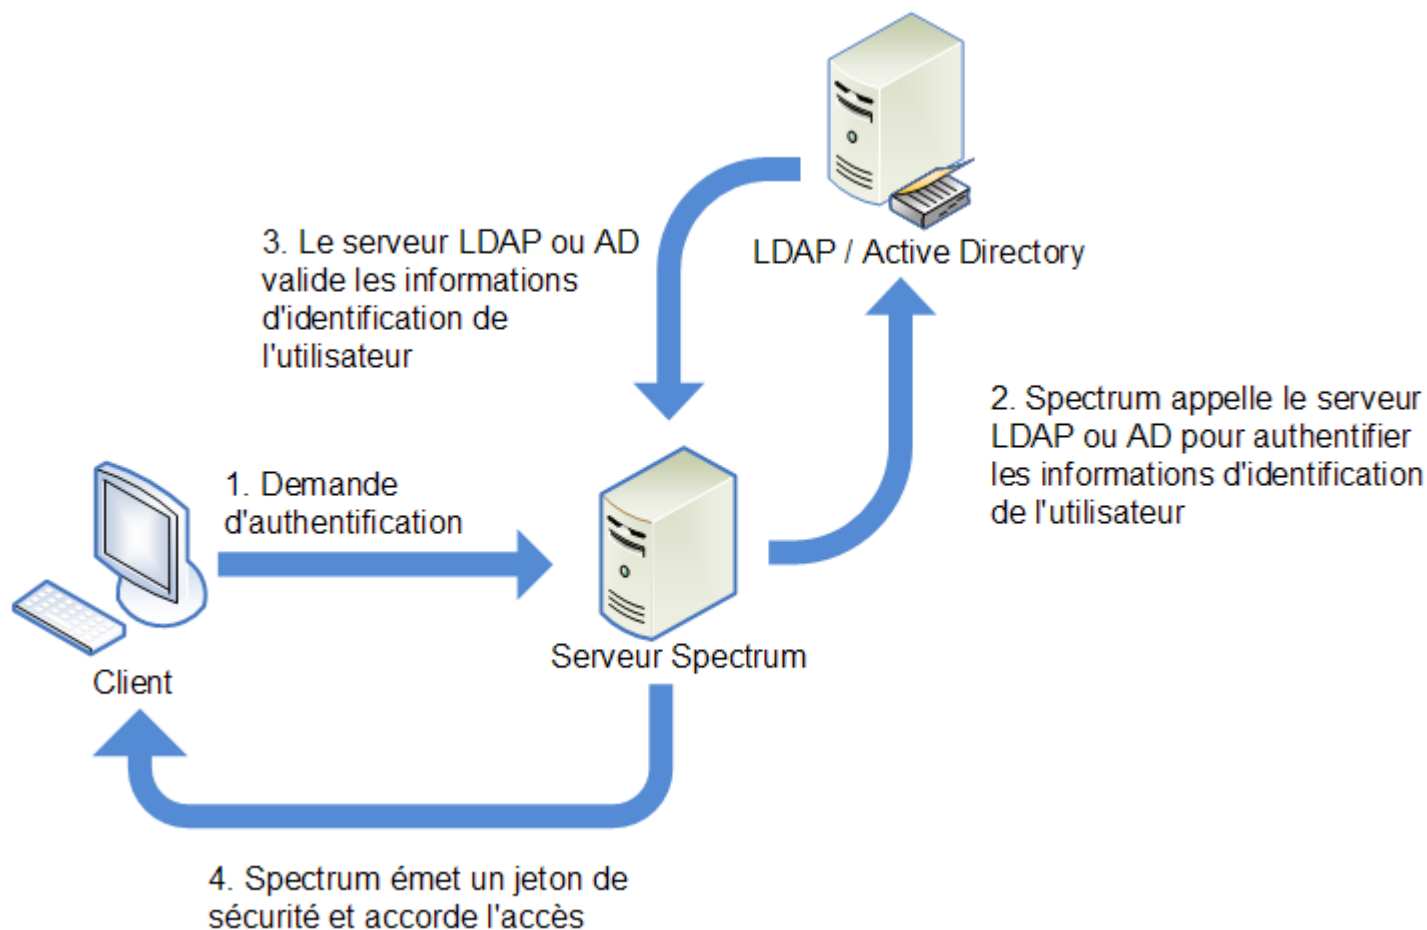 LDAP / Active Directory
3. Le serveur LDAP ou AD
valide les informations
d'identification de
l'utilisateur
2. Spectrum appelle le serveur
LDAP ou AD pour authentifier
les informations d'identification
de l'utilisateur
1. Demande
d'authentification
Serveur Spectrum
Client
4. Spectrum émet un jeton de
sécurité et accorde l'accès